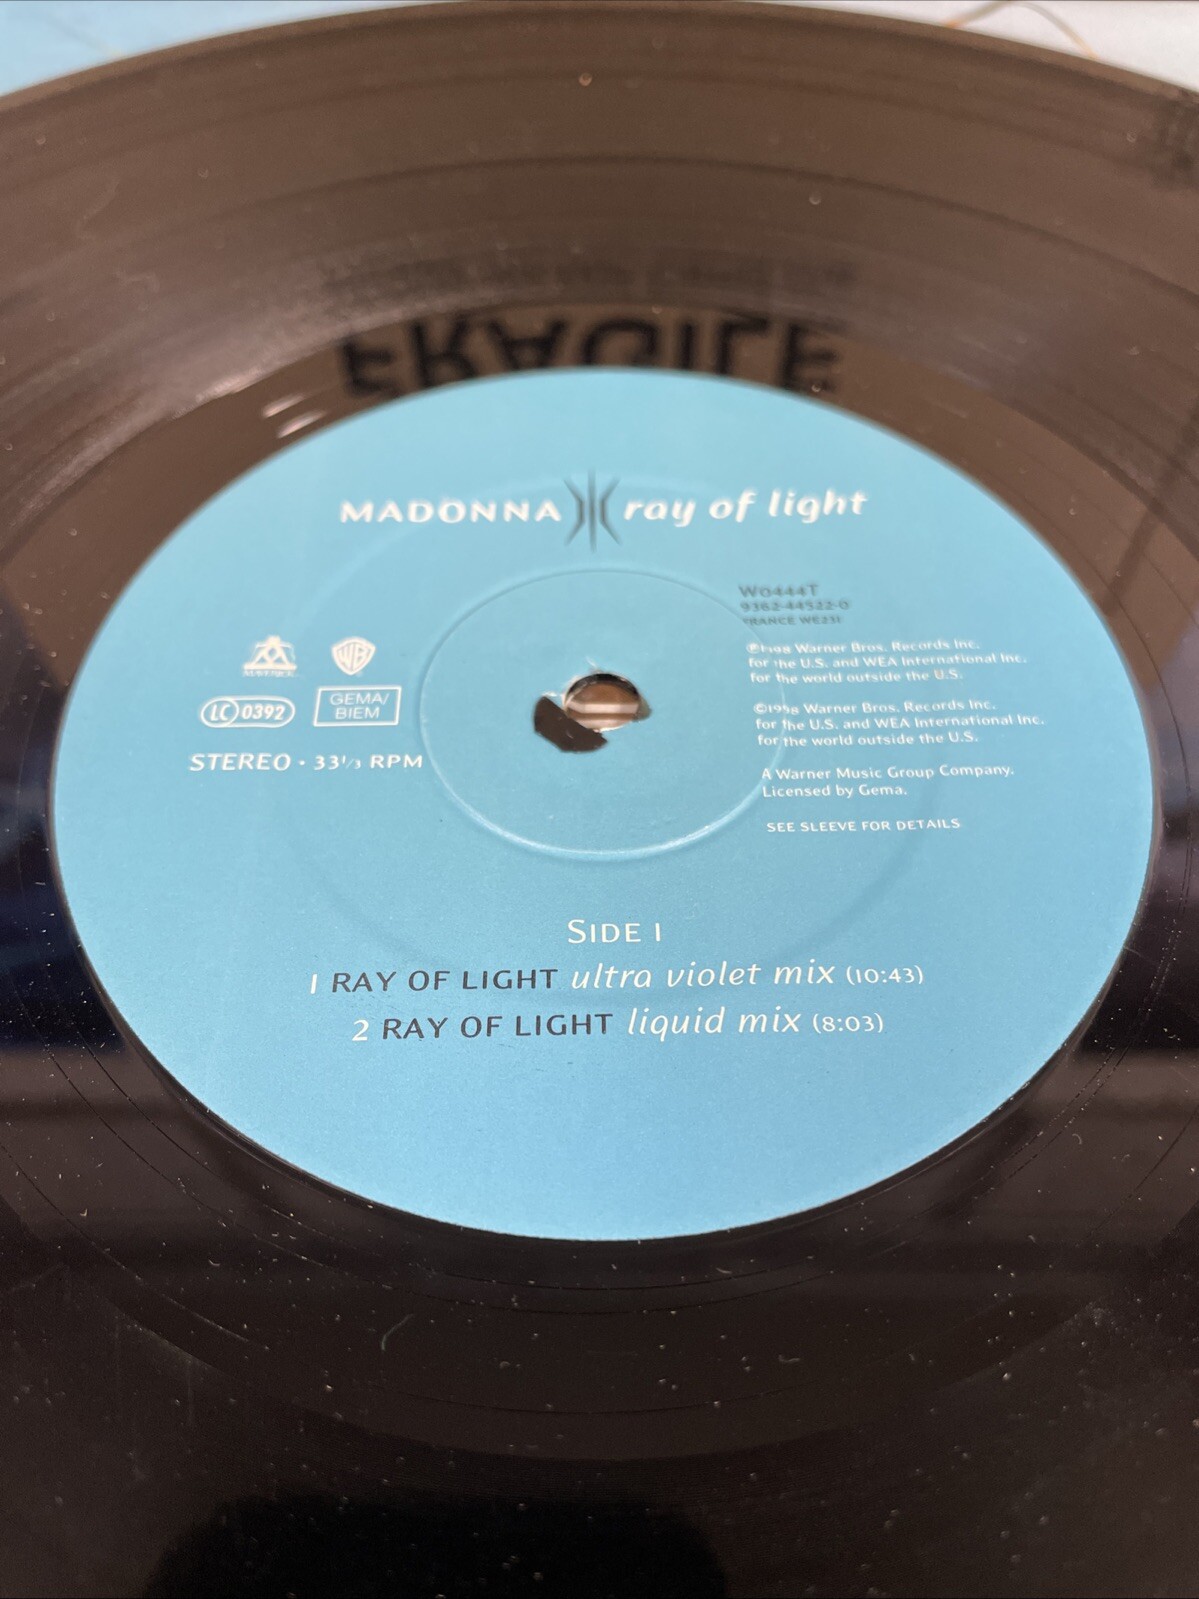 FRAGILE
MADONNA ray of light
W0444T
9362-44522-0
FRANCE WE231
MAVERICK
WB
LC 0392
GEMA/
BIEM
STEREO · 33⅓ RPM
℗1998 Warner Bros. Records Inc.
for the U.S. and WEA International Inc.
for the world outside the U.S.
©1998 Warner Bros. Records Inc.
for the U.S. and WEA International Inc.
for the world outside the U.S.
A Warner Music Group Company.
Licensed by Gema.
SEE SLEEVE FOR DETAILS
SIDE 1
1 RAY OF LIGHT ultra violet mix (10:43)
2 RAY OF LIGHT liquid mix (8:03)